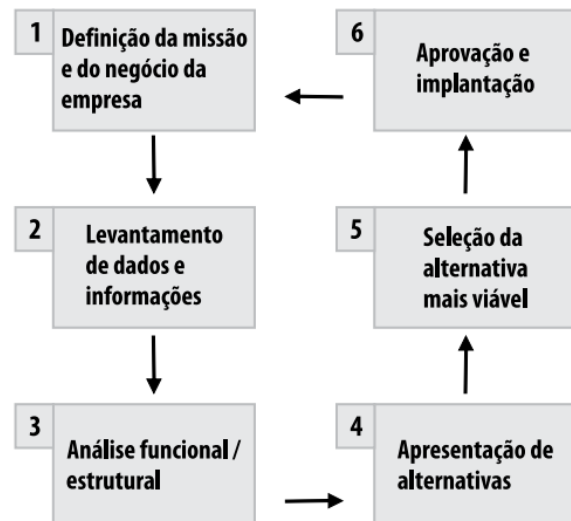 1
Definição da missão
e do negócio da
empresa
2
Levantamento
de dados e
informações
3
Análise funcional /
estrutural
4
Apresentação de
alternativas
5
Seleção da
alternativa
mais viável
6
Aprovação e
implantação